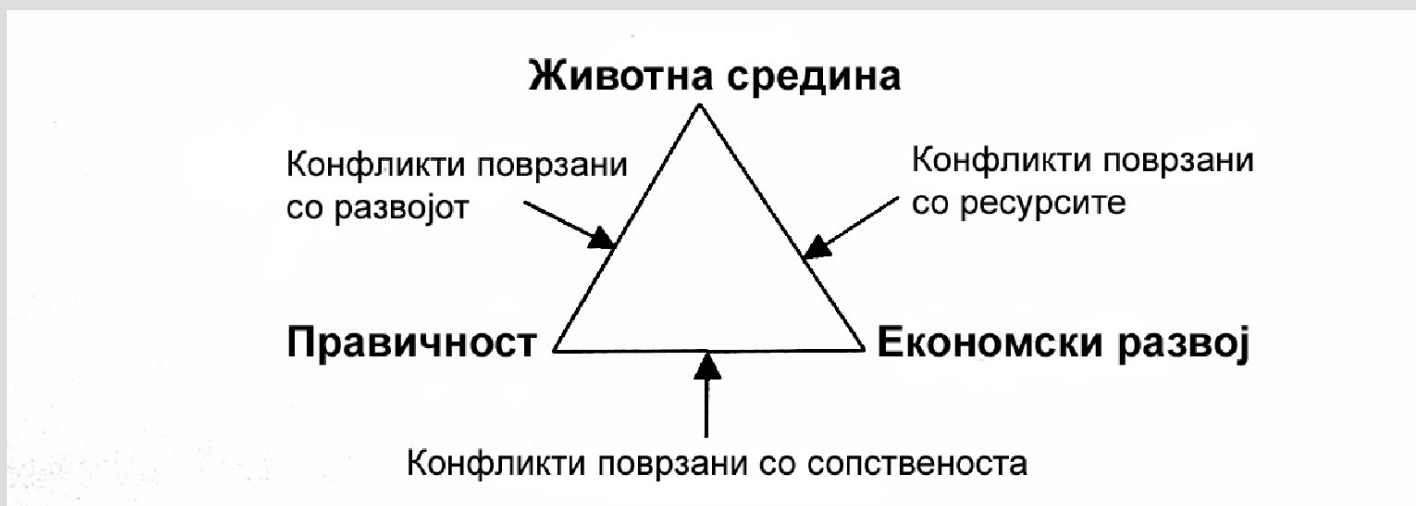 Животна средина
Конфликти поврзани
со развојот
Конфликти поврзани
со ресурсите
Правичност
Економски развој
Конфликти поврзани со сопственоста